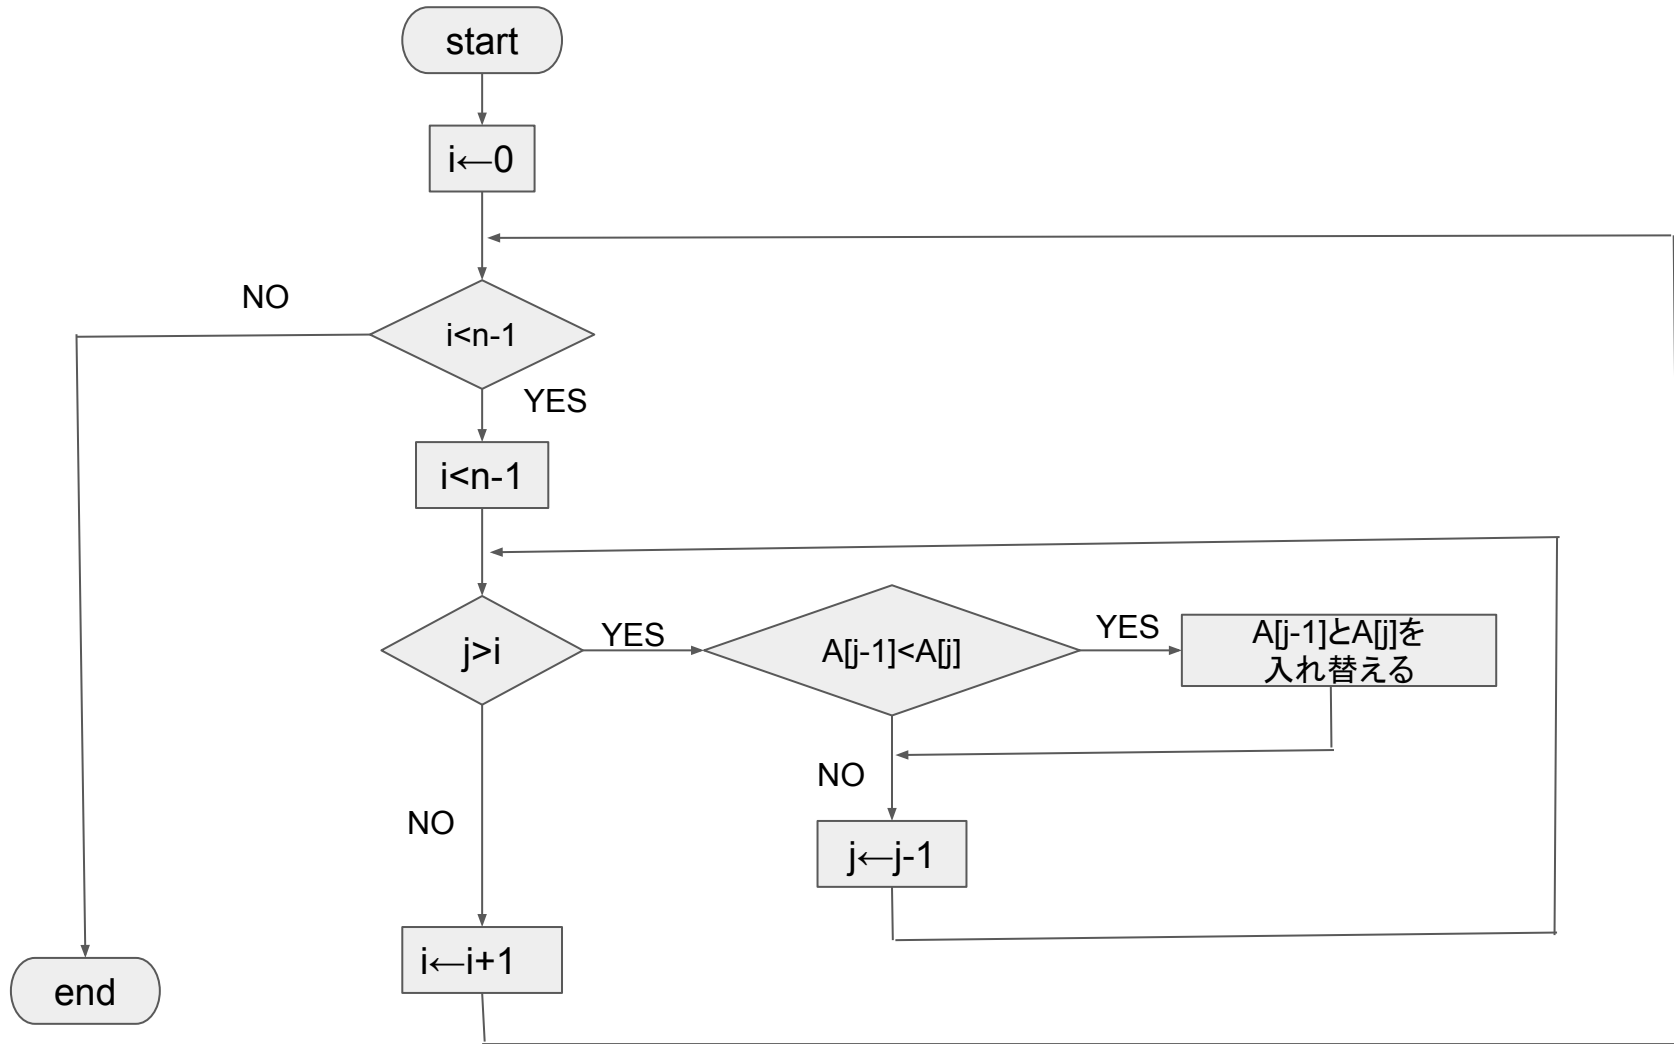 start
i←0
NO
i<n-1
YES
i<n-1
j>i
YES
A[j-1]<A[j]
YES
A[j-1]とA[j]を
入れ替える
NO
j←j-1
NO
i←i+1
end